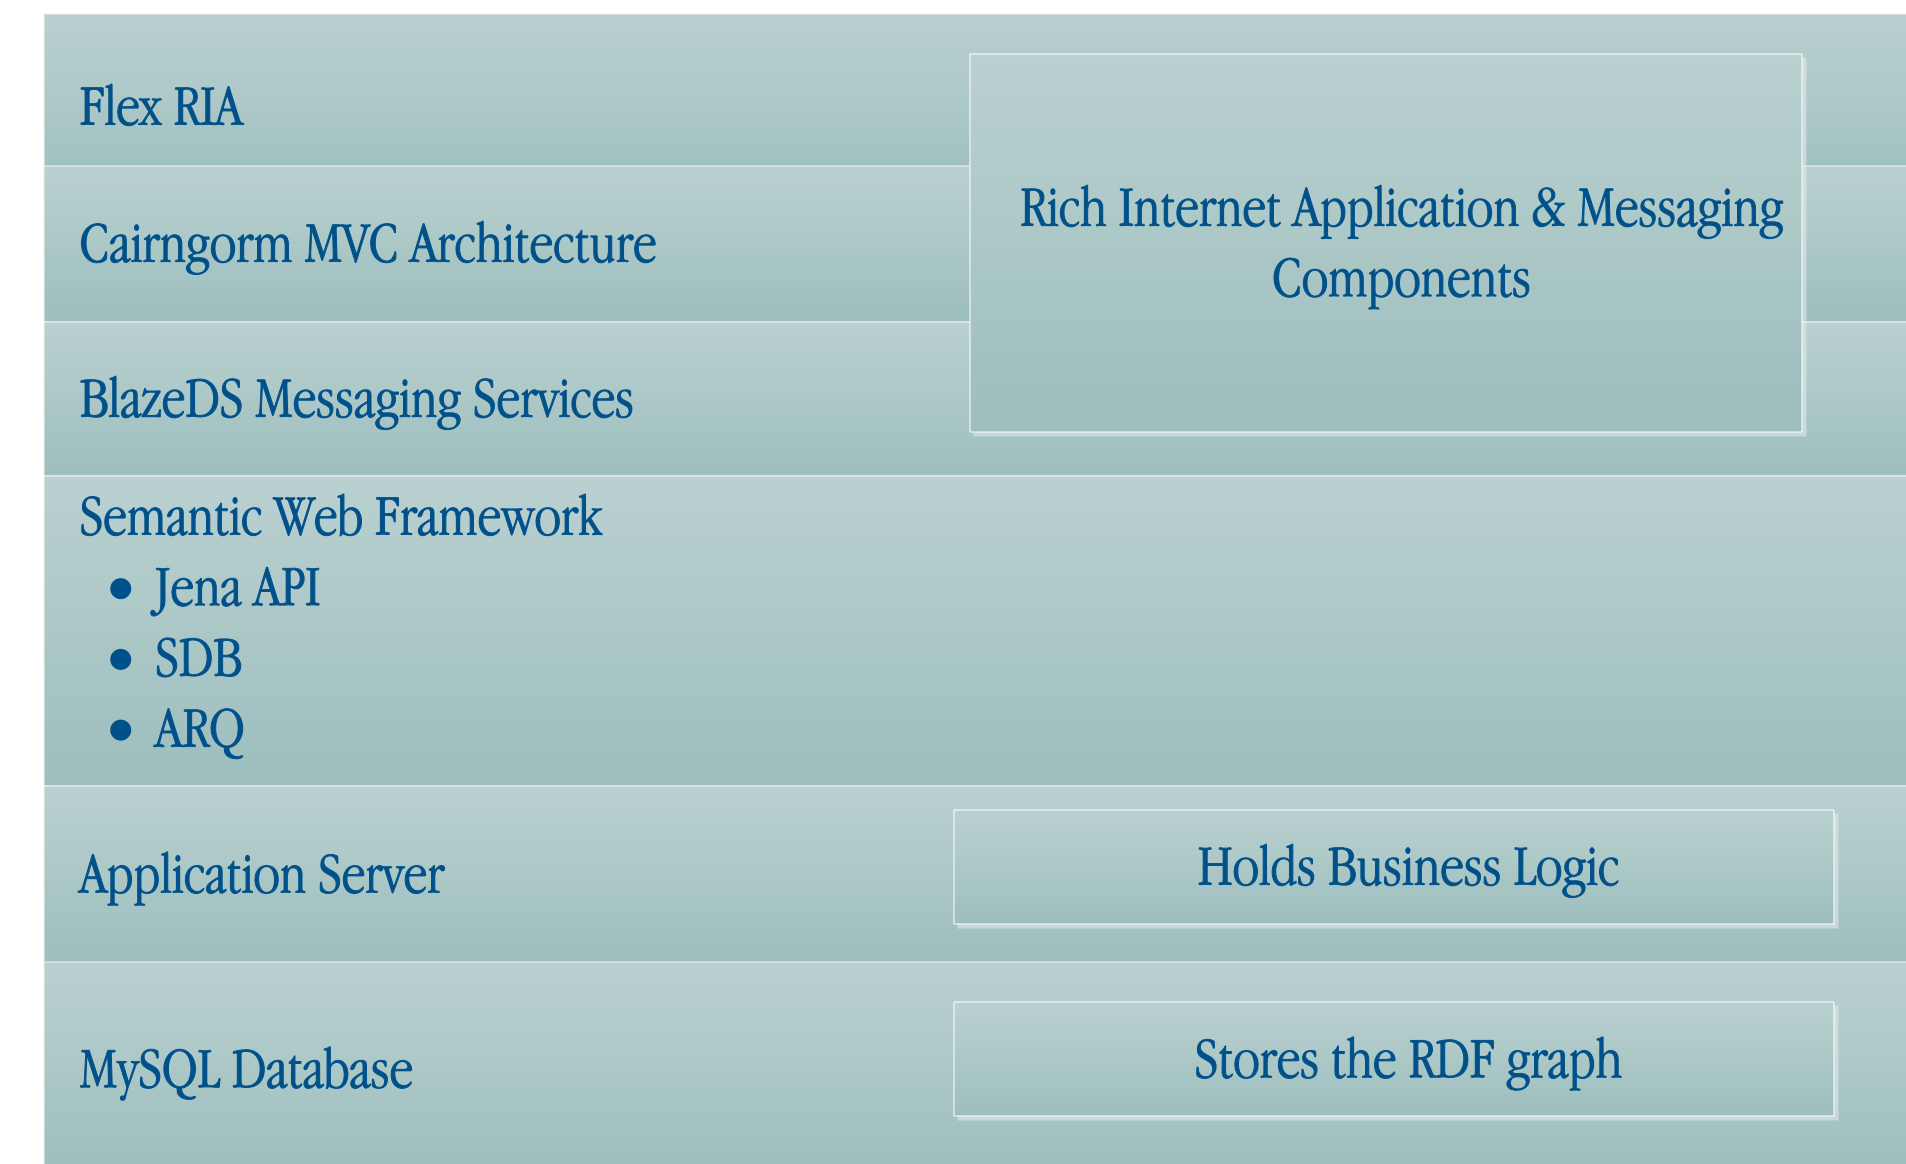 Flex RIA
Cairngorm MVC Architecture
Rich Internet Application & Messaging
Components
BlazeDS Messaging Services
Semantic Web Framework
● Jena API
● SDB
● ARQ
Application Server
Holds Business Logic
MySQL Database
Stores the RDF graph